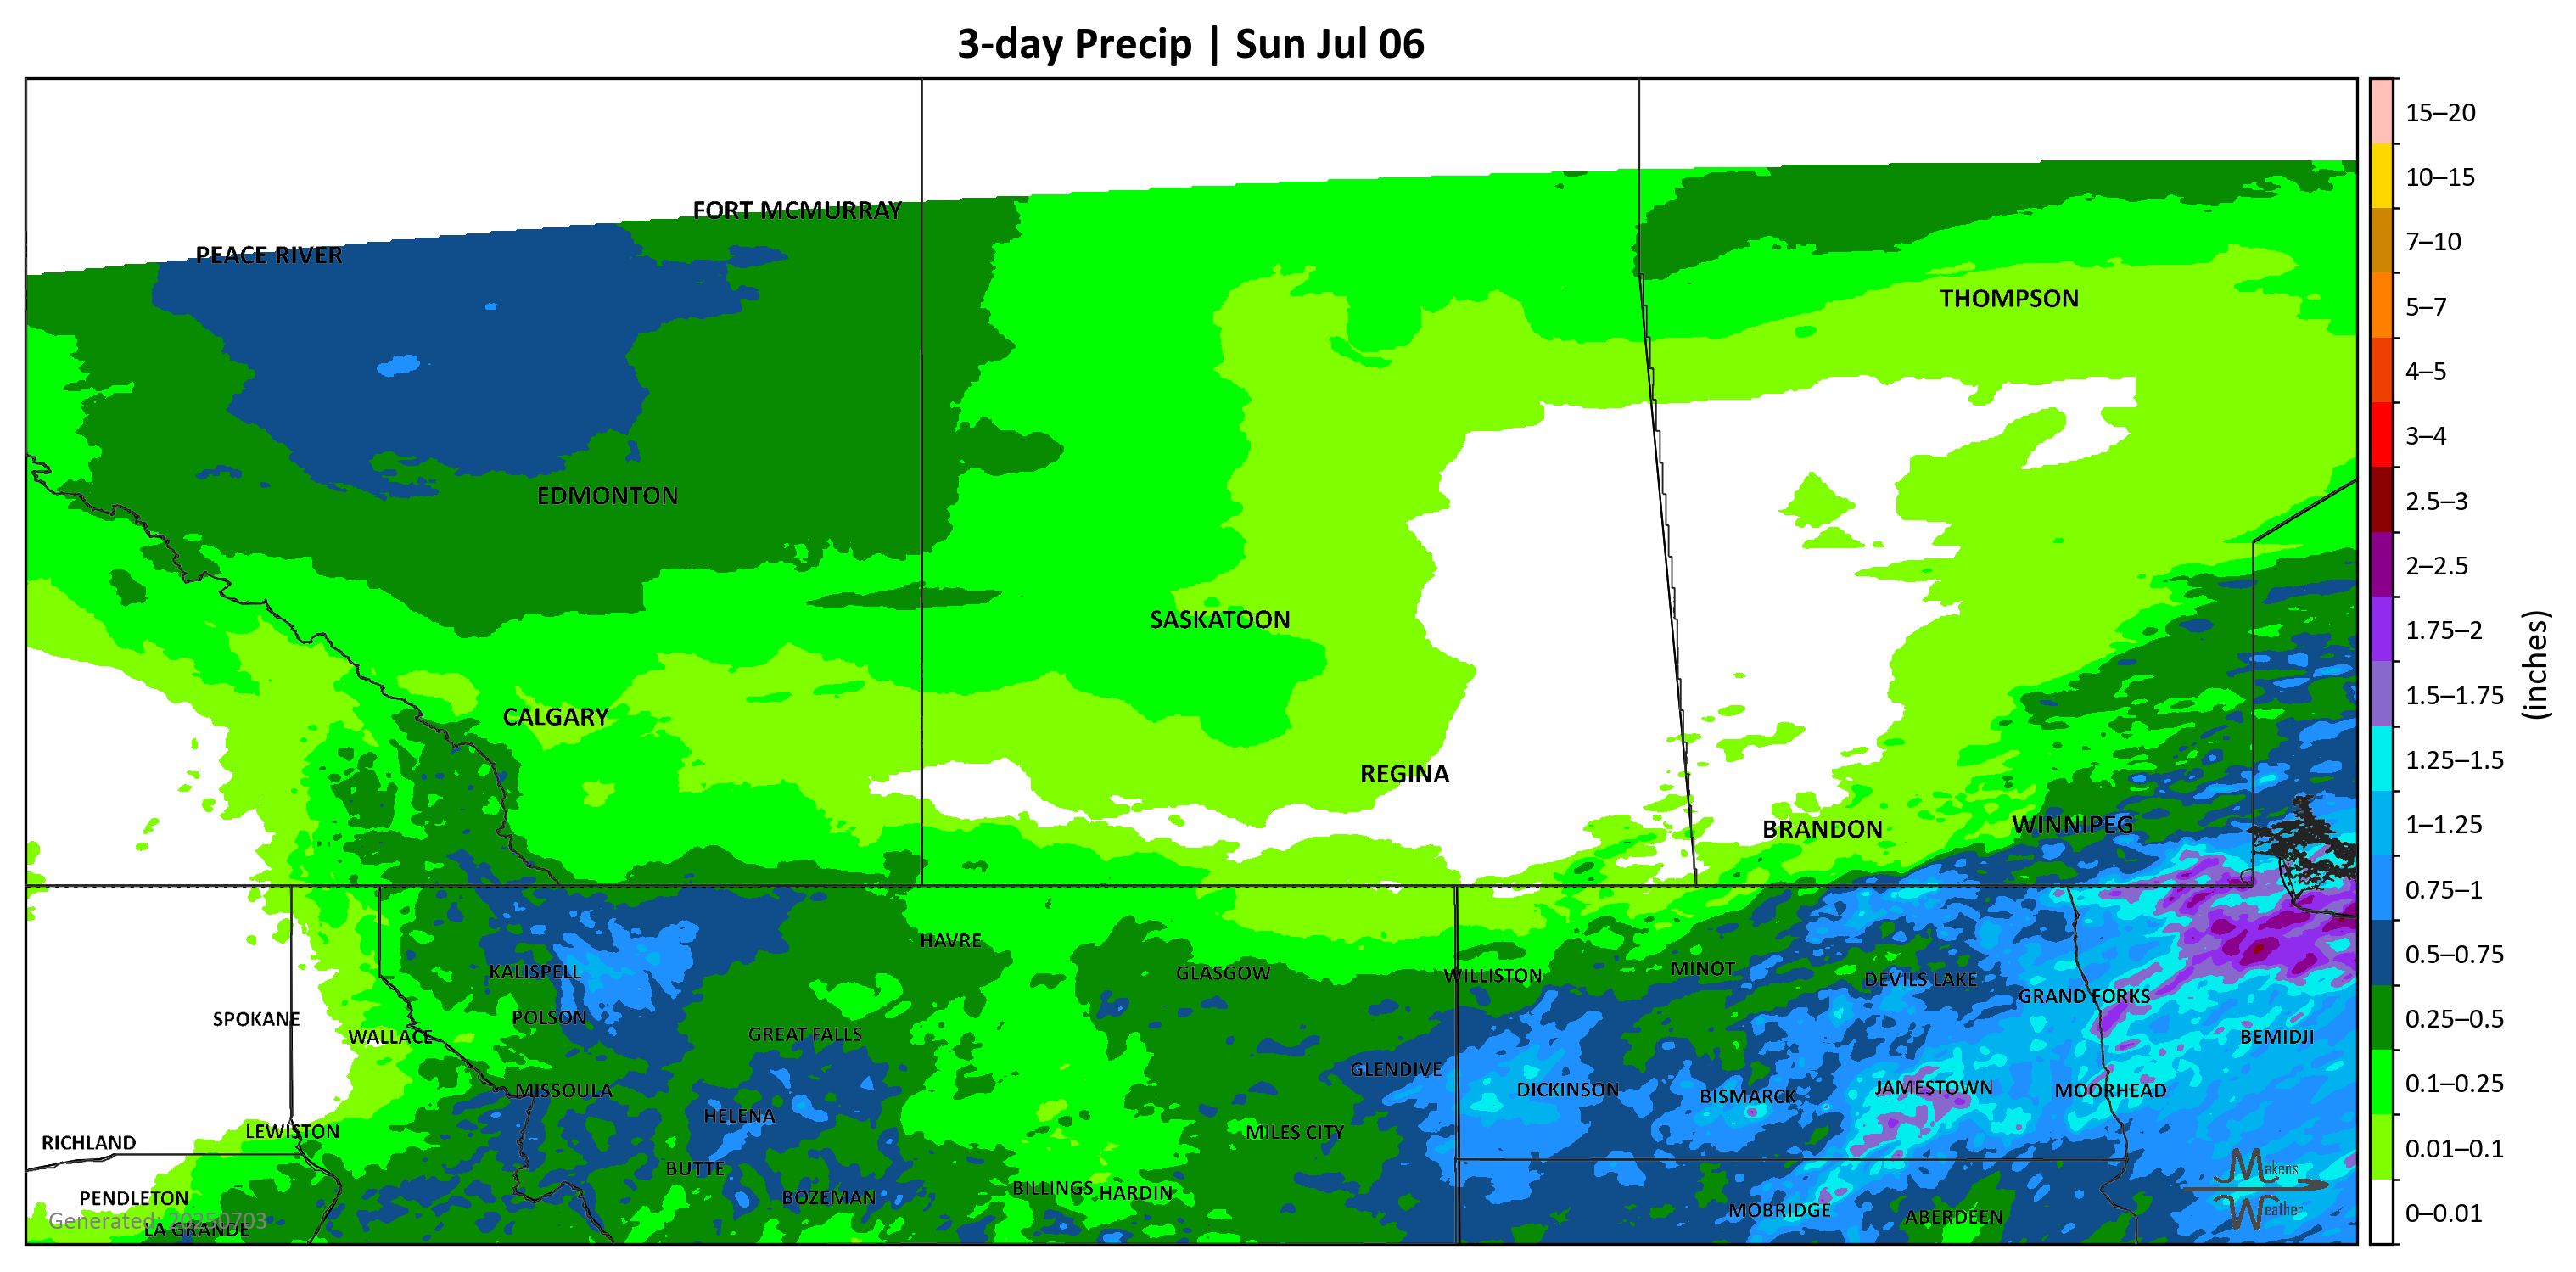 3-day Precip | Sun Jul 06
15–20
10–15
FORT MCMURRAY
7–10
PEACE RIVER
THOMPSON
5–7
4–5
3–4
EDMONTON
2.5–3
2–2.5
SASKATOON
1.75–2
(inches)
1.5–1.75
CALGARY
1.25–1.5
REGINA
BRANDON
WINNIPEG
1–1.25
0.75–1
HAVRE
0.5–0.75
KALISPELL
GLASGOW
WILLISTON
MINOT
DEVILS LAKE
GRAND FORKS
SPOKANE
POLSON
0.25–0.5
WALLACE
GREAT FALLS
BEMIDJI
GLENDIVE
0.1–0.25
MISSOULA
DICKINSON
BISMARCK
JAMESTOWN
MOORHEAD
HELENA
LEWISTON
MILES CITY
RICHLAND
0.01–0.1
BUTTE
Makens
Weather
PENDLETON
BOZEMAN
BILLINGS
HARDIN
MOBRIDGE
ABERDEEN
0–0.01
Generated: 20250703
LA GRANDE